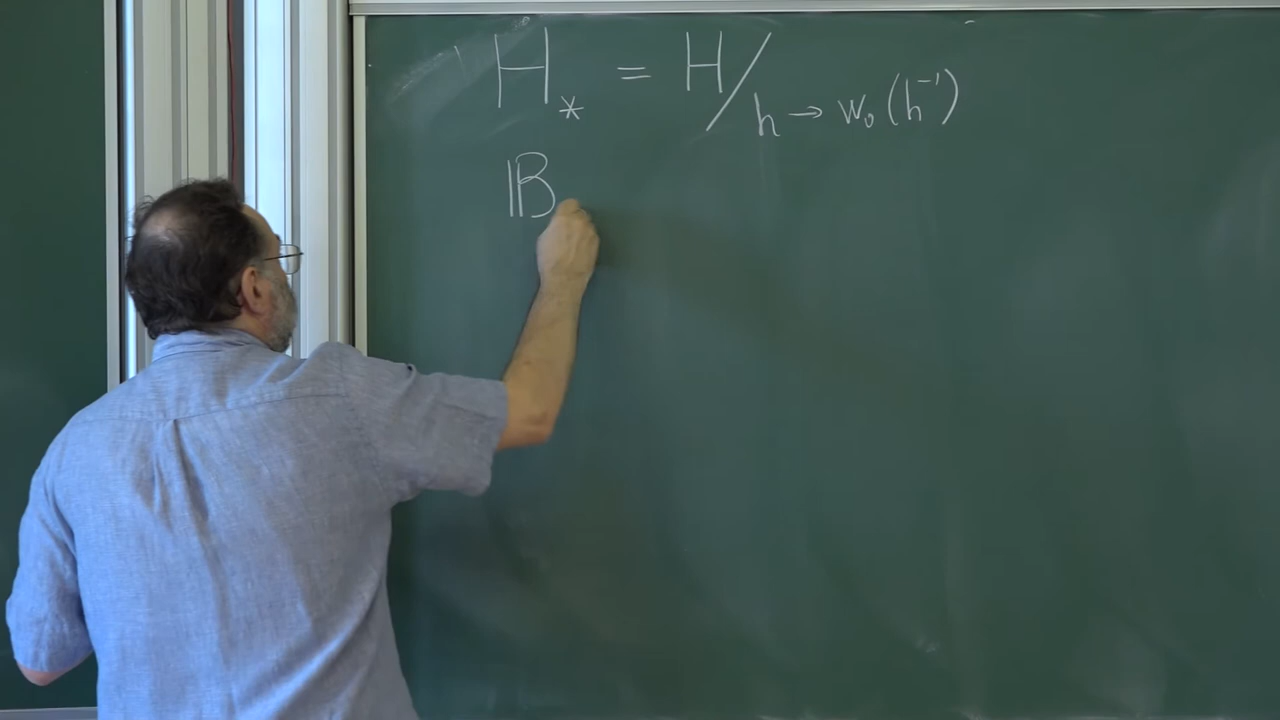 H_* = H / h → w_0(h^{-1})
𝔹